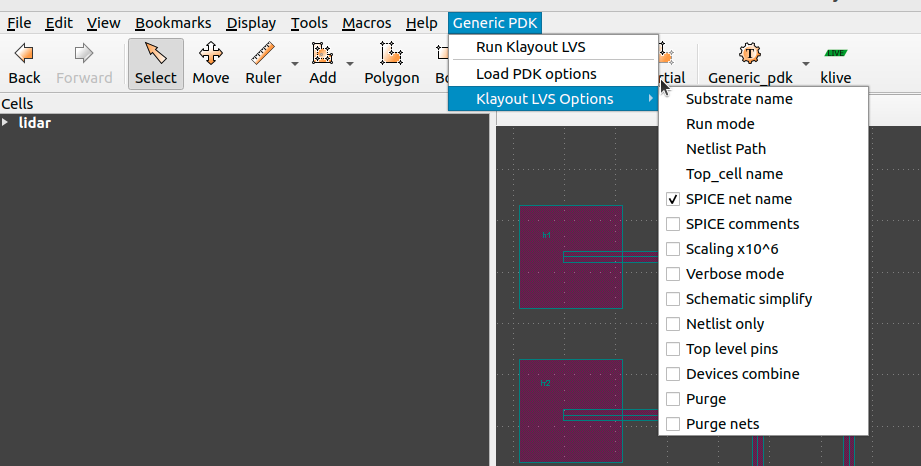 File Edit View Bookmarks Display Tools Macros Help Generic PDK
Run Klayout LVS
Load PDK options
Klayout LVS Options
Back Forward Select Move Ruler Add Polygon Generic_pdk klive
LIVE
Cells
lidar
Substrate name
Run mode
Netlist Path
Top_cell name
SPICE net name
SPICE comments
Scaling x10^6
Verbose mode
Schematic simplify
Netlist only
Top level pins
Devices combine
Purge
Purge nets
h1
h2